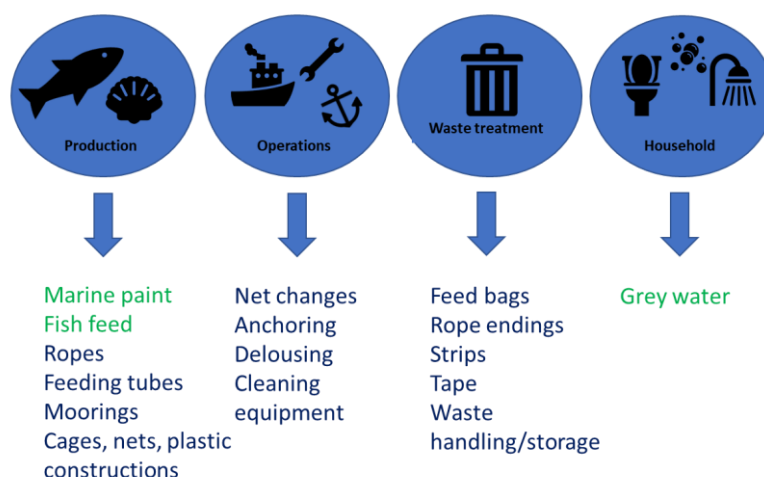 Production
Operations
Waste treatment
Household
Marine paint
Fish feed
Ropes
Feeding tubes
Moorings
Cages, nets, plastic
constructions
Net changes
Anchoring
Delousing
Cleaning
equipment
Feed bags
Rope endings
Strips
Tape
Waste
handling/storage
Grey water